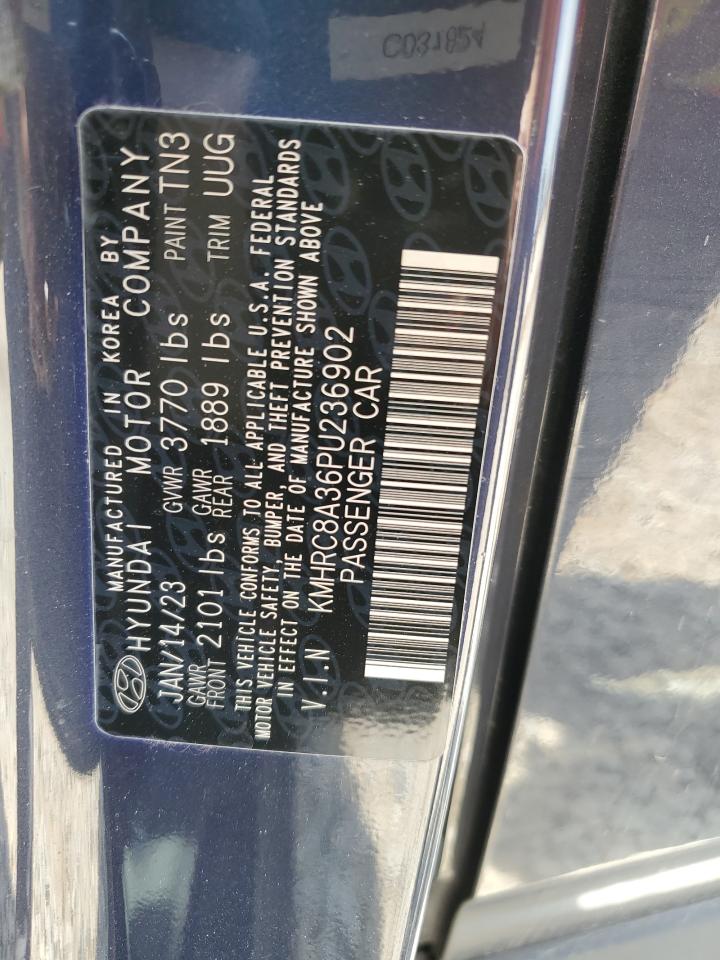 MANUFACTURED IN KOREA BY
HYUNDAI MOTOR COMPANY
JAN/14/23 GVWR 3770 lbs PAINT TN3
GAWR FRONT 2101 lbs GAWR REAR 1889 lbs TRIM UUG
THIS VEHICLE CONFORMS TO ALL APPLICABLE U.S.A. FEDERAL
MOTOR VEHICLE SAFETY, BUMPER, AND THEFT PREVENTION STANDARDS
IN EFFECT ON THE DATE OF MANUFACTURE SHOWN ABOVE
V.I.N KMHRC8A36PU236902
PASSENGER CAR